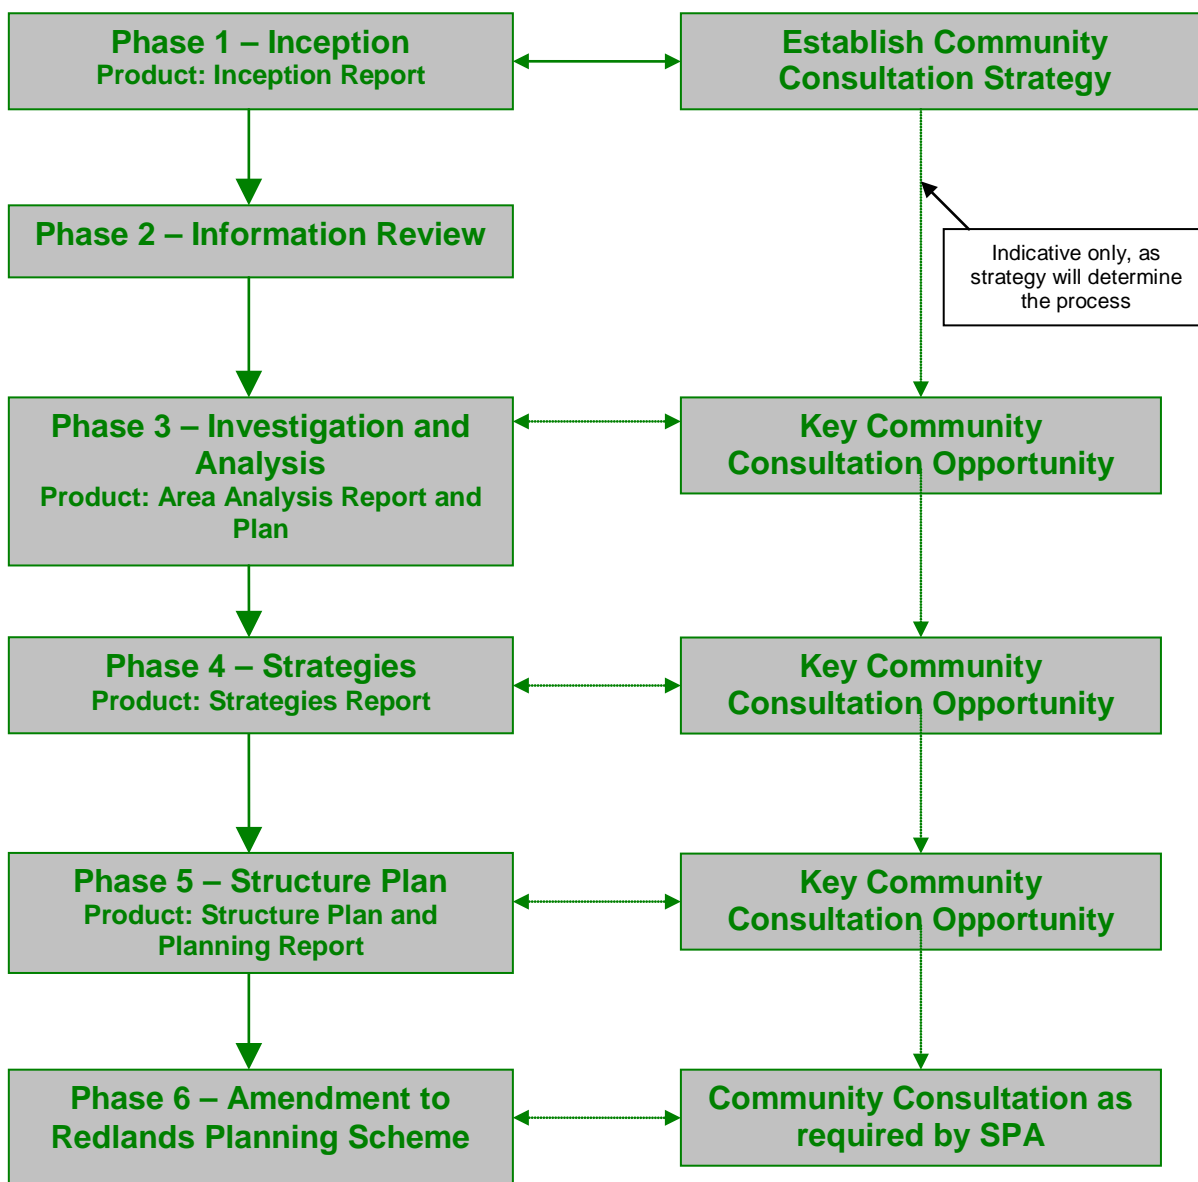 Phase 1 – Inception
Product: Inception Report
Establish Community
Consultation Strategy
Phase 2 – Information Review
Indicative only, as
strategy will determine
the process
Phase 3 – Investigation and
Analysis
Product: Area Analysis Report and
Plan
Key Community
Consultation Opportunity
Phase 4 – Strategies
Product: Strategies Report
Key Community
Consultation Opportunity
Phase 5 – Structure Plan
Product: Structure Plan and
Planning Report
Key Community
Consultation Opportunity
Phase 6 – Amendment to
Redlands Planning Scheme
Community Consultation as
required by SPA